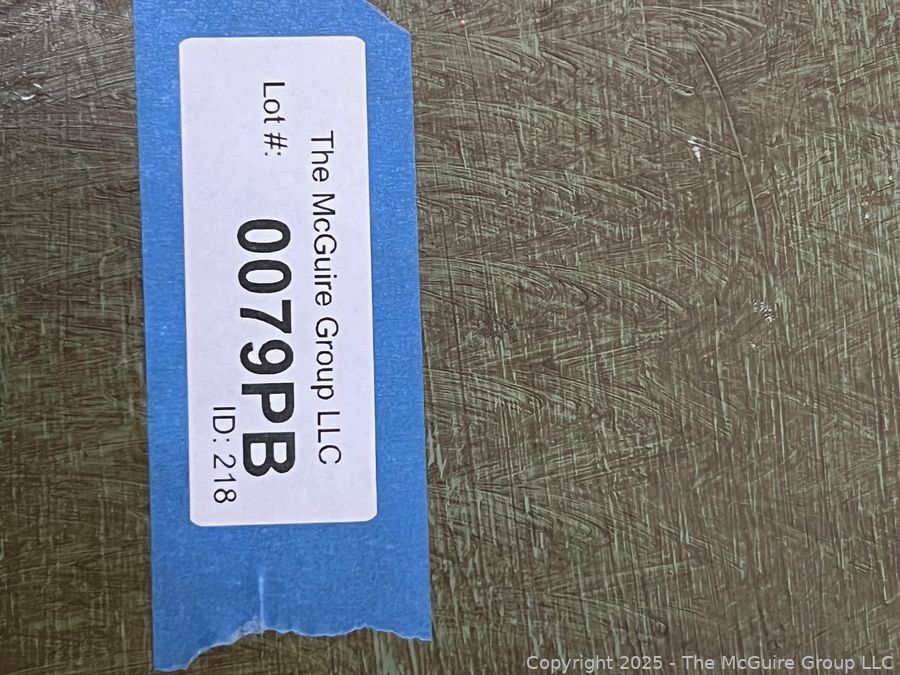 The McGuire Group LLC
Lot #: 0079PB
ID: 218
Copyright 2025 - The McGuire Group LLC